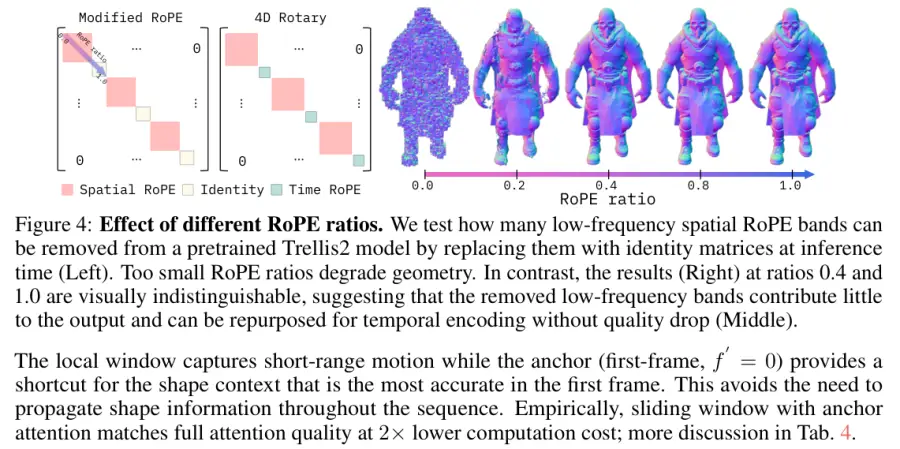 Modified RoPE
4D Rotary
0.0
RoPE ratio
1.0
...
0
...
0
⋮
⋮
⋮
⋮
0
...
0
...
Spatial RoPE
Identity
Time RoPE
0.0
0.2
0.4
0.8
1.0
RoPE ratio
Figure 4: Effect of different RoPE ratios. We test how many low-frequency spatial RoPE bands can
be removed from a pretrained Trellis2 model by replacing them with identity matrices at inference
time (Left). Too small RoPE ratios degrade geometry. In contrast, the results (Right) at ratios 0.4 and
1.0 are visually indistinguishable, suggesting that the removed low-frequency bands contribute little
to the output and can be repurposed for temporal encoding without quality drop (Middle).
The local window captures short-range motion while the anchor (first-frame, f′ = 0) provides a
shortcut for the shape context that is the most accurate in the first frame. This avoids the need to
propagate shape information throughout the sequence. Empirically, sliding window with anchor
attention matches full attention quality at 2× lower computation cost; more discussion in Tab. 4.